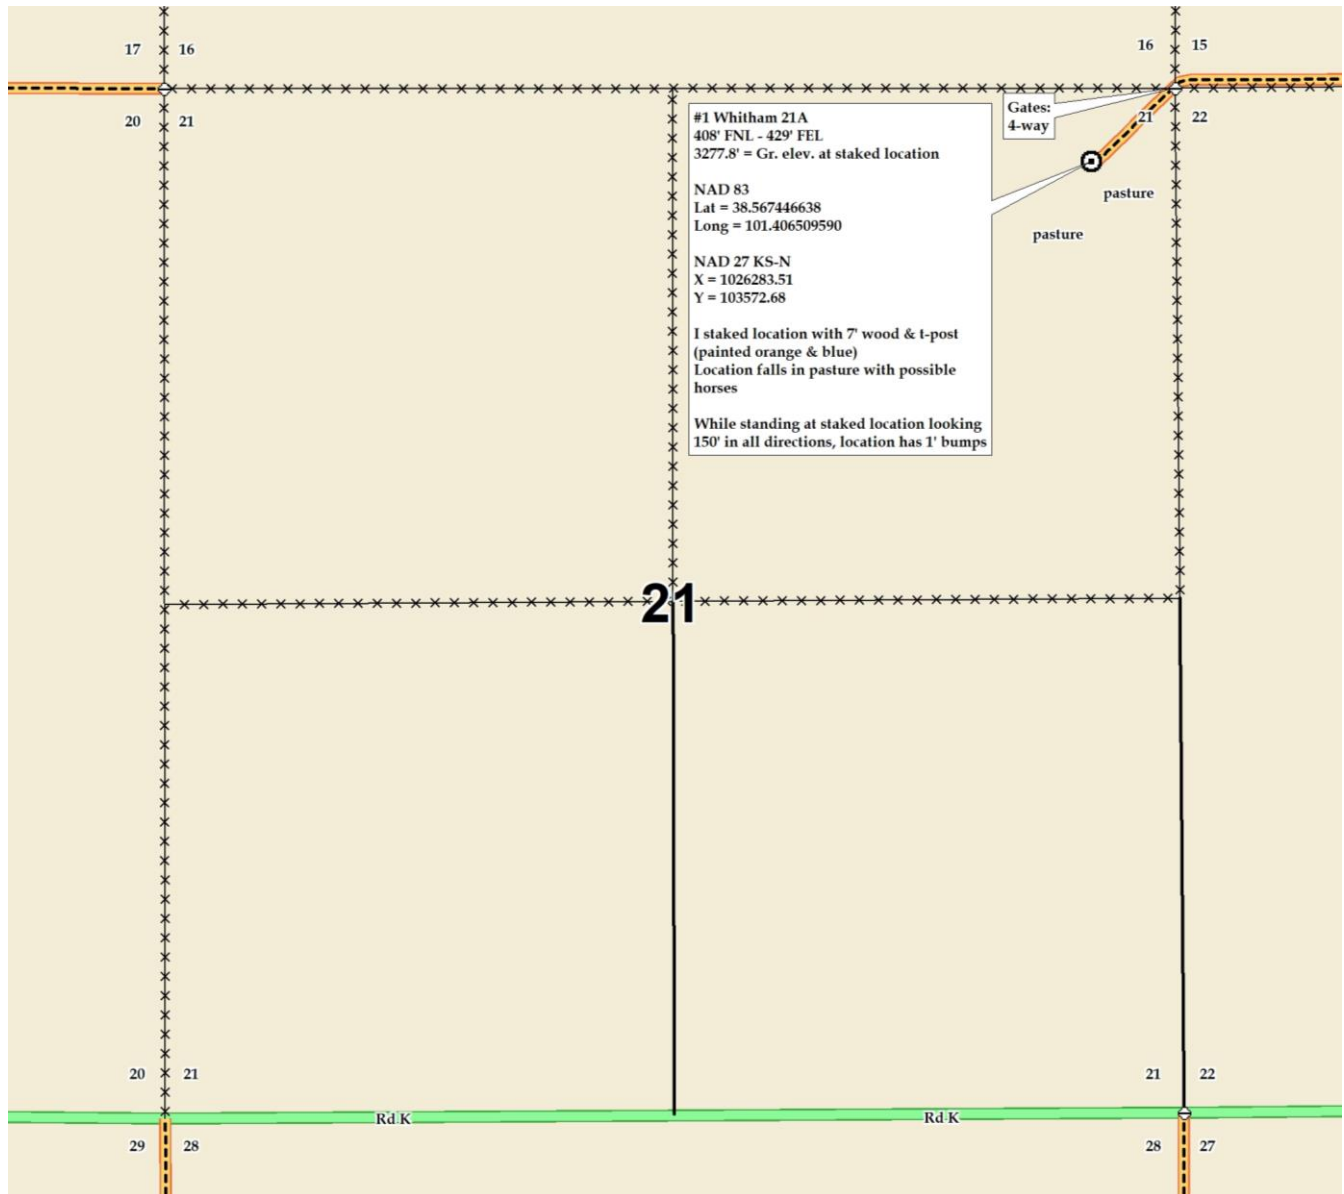 17 16
16 15
20 21
21 22
#1 Whitham 21A
408' FNL - 429' FEL
3277.8' = Gr. elev. at staked location
NAD 83
Lat = 38.567446638
Long = 101.406509590
NAD 27 KS-N
X = 1026283.51
Y = 103572.68
I staked location with 7' wood & t-post
(painted orange & blue)
Location falls in pasture with possible
horses
While standing at staked location looking
150' in all directions, location has 1' bumps
Gates:
4-way
pasture
pasture
21
20 21
21 22
Rd K
Rd K
29 28
28 27